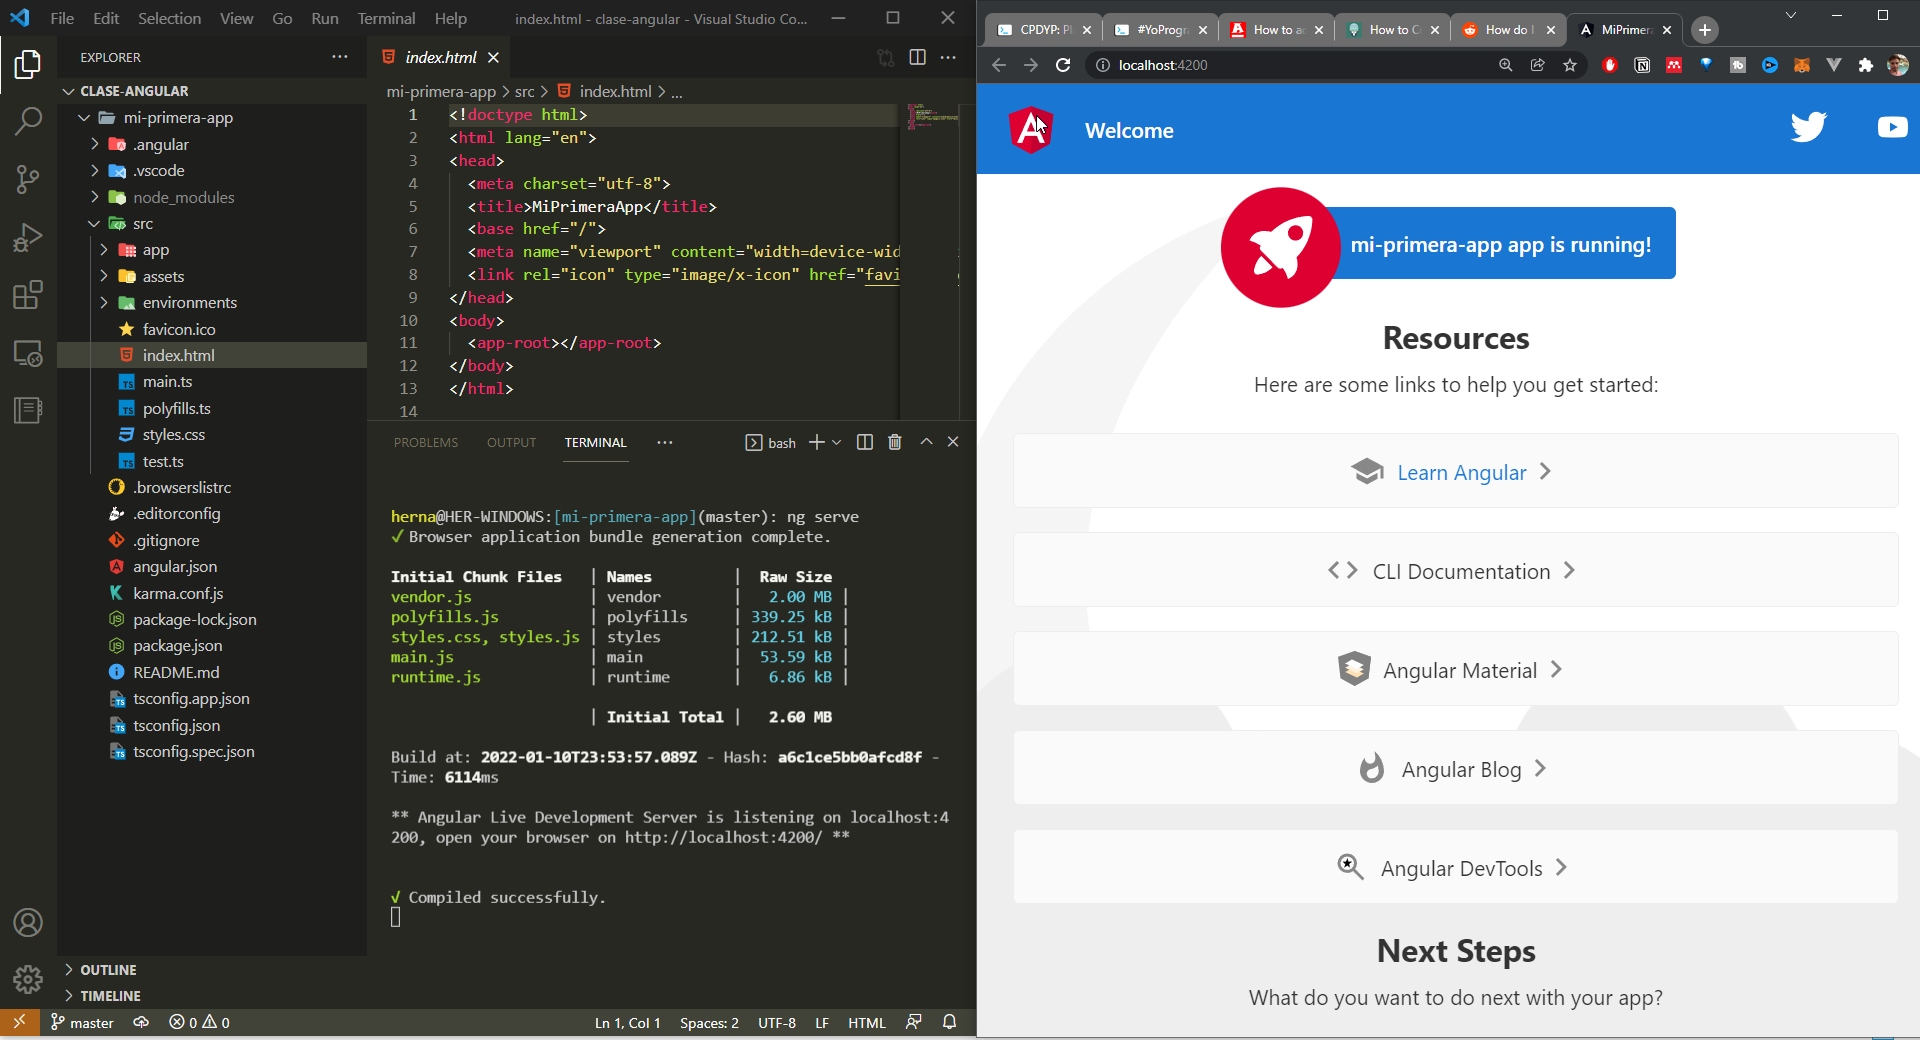 File Edit Selection View Go Run Terminal Help index.html - clase-angular - Visual Studio Co...
EXPLORER
CLASE-ANGULAR
mi-primera-app
.angular
.vscode
node_modules
src
app
assets
environments
favicon.ico
index.html
main.ts
polyfills.ts
styles.css
test.ts
.browserslistrc
.editorconfig
.gitignore
angular.json
karma.conf.js
package-lock.json
package.json
README.md
tsconfig.app.json
tsconfig.json
tsconfig.spec.json
OUTLINE
TIMELINE
index.html
mi-primera-app > src > index.html > ...
1 <!doctype html>
2 <html lang="en">
3 <head>
4 <meta charset="utf-8">
5 <title>MiPrimeraApp</title>
6 <base href="/">
7 <meta name="viewport" content="width=device-wid
8 <link rel="icon" type="image/x-icon" href="favi
9 </head>
10 <body>
11 <app-root></app-root>
12 </body>
13 </html>
14
PROBLEMS OUTPUT TERMINAL ... bash
herna@HER-WINDOWS:[mi-primera-app](master): ng serve
✓ Browser application bundle generation complete.
Initial Chunk Files | Names | Raw Size
vendor.js | vendor | 2.00 MB |
polyfills.js | polyfills | 339.25 kB |
styles.css, styles.js | styles | 212.51 kB |
main.js | main | 53.59 kB |
runtime.js | runtime | 6.86 kB |
| Initial Total | 2.60 MB
Build at: 2022-01-10T23:53:57.089Z - Hash: a6c1ce5bb0afcd8f -
Time: 6114ms
** Angular Live Development Server is listening on localhost:4
200, open your browser on http://localhost:4200/ **
✓ Compiled successfully.
master 0 0 Ln 1, Col 1 Spaces: 2 UTF-8 LF HTML
CPDYP: Pl #YoProgra How to ac How to C How do I MiPrimera
localhost:4200
Welcome
mi-primera-app app is running!
Resources
Here are some links to help you get started:
Learn Angular
CLI Documentation
Angular Material
Angular Blog
Angular DevTools
Next Steps
What do you want to do next with your app?